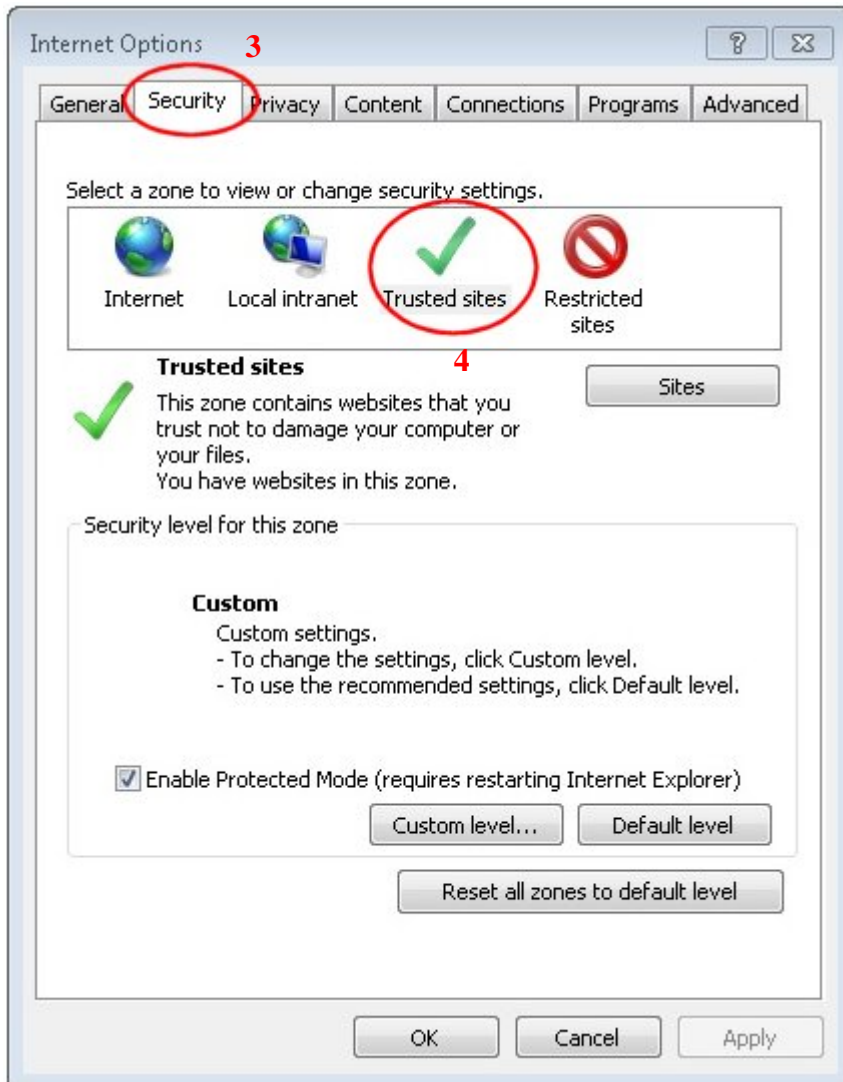 Internet Options 3
General Security Privacy Content Connections Programs Advanced
Select a zone to view or change security settings.
Internet Local intranet Trusted sites Restricted
sites
4
Trusted sites
Sites
This zone contains websites that you
trust not to damage your computer or
your files.
You have websites in this zone.
Security level for this zone
Custom
Custom settings.
- To change the settings, click Custom level.
- To use the recommended settings, click Default level.
Enable Protected Mode (requires restarting Internet Explorer)
Custom level... Default level
Reset all zones to default level
OK Cancel Apply